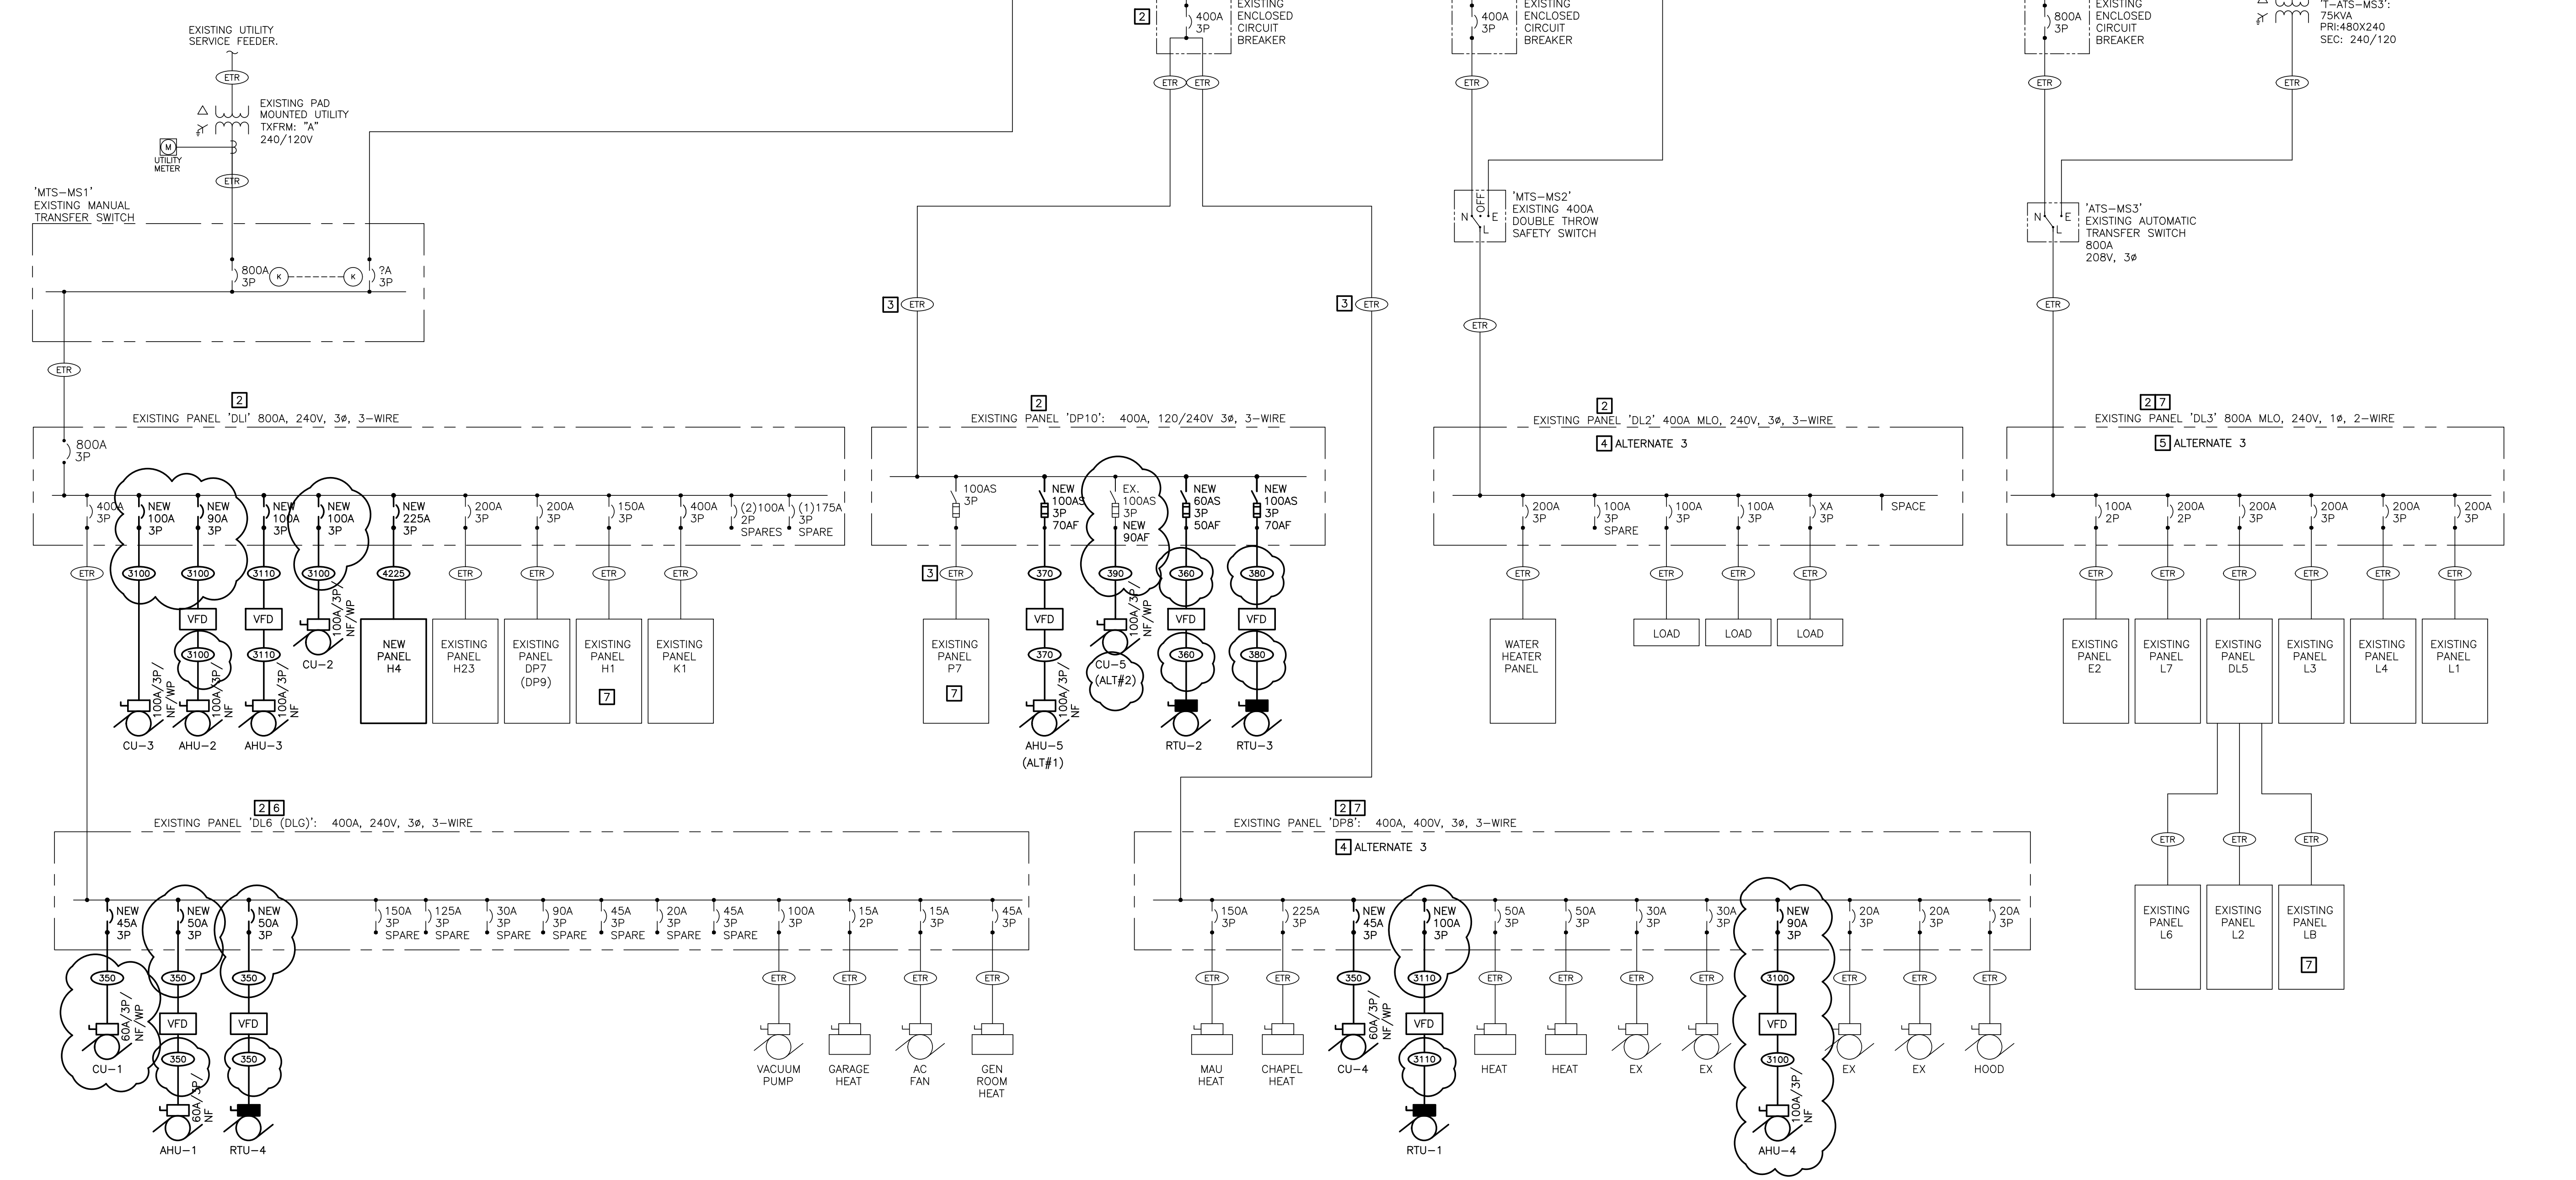 EXISTING UTILITY
SERVICE FEEDER.
ETR
EXISTING PAD
MOUNTED UTILITY
TXFRM: "A"
240/120V
M
UTILITY
METER
ETR
'MTS-MS1'
EXISTING MANUAL
TRANSFER SWITCH
800A
3P
K
K
?A
3P
ETR
2
400A
3P
EXISTING
ENCLOSED
CIRCUIT
BREAKER
ETR
ETR
3
ETR
3
ETR
400A
3P
EXISTING
ENCLOSED
CIRCUIT
BREAKER
ETR
N
OFF
E
L
'MTS-MS2'
EXISTING 400A
DOUBLE THROW
SAFETY SWITCH
ETR
800A
3P
EXISTING
ENCLOSED
CIRCUIT
BREAKER
'T-ATS-MS3':
75KVA
PRI:480X240
SEC: 240/120
ETR
ETR
N
E
L
'ATS-MS3'
EXISTING AUTOMATIC
TRANSFER SWITCH
800A
208V, 3ø
ETR
2
EXISTING PANEL 'DLI' 800A, 240V, 3ø, 3-WIRE
800A
3P
400A
3P
NEW
100A
3P
NEW
90A
3P
NEW
100A
3P
NEW
100A
3P
NEW
225A
3P
200A
3P
200A
3P
150A
3P
400A
3P
(2)100A
2P
SPARES
(1)175A
3P
SPARE
ETR
3100
3100
3110
3100
4225
ETR
ETR
ETR
ETR
VFD
VFD
100A/3P/
NF/WP
CU-2
3100
3110
100A/3P/
NF/WP
100A/3P/
NF
100A/3P/
NF
CU-3
AHU-2
AHU-3
NEW
PANEL
H4
EXISTING
PANEL
H23
EXISTING
PANEL
DP7
(DP9)
EXISTING
PANEL
H1
7
EXISTING
PANEL
K1
2
EXISTING PANEL 'DP10': 400A, 120/240V 3ø, 3-WIRE
100AS
3P
NEW
100AS
3P
70AF
EX.
100AS
3P
NEW
90AF
NEW
60AS
3P
50AF
NEW
100AS
3P
70AF
3
ETR
370
390
360
380
VFD
100A/3P/
NF/WP
VFD
VFD
EXISTING
PANEL
P7
7
370
CU-5
(ALT#2)
360
380
100A/3P/
NF
AHU-5
(ALT#1)
RTU-2
RTU-3
2
EXISTING PANEL 'DL2' 400A MLO, 240V, 3ø, 3-WIRE
4 ALTERNATE 3
200A
3P
100A
3P
SPARE
100A
3P
100A
3P
XA
3P
SPACE
ETR
ETR
ETR
ETR
WATER
HEATER
PANEL
LOAD
LOAD
LOAD
2 7
EXISTING PANEL 'DL3' 800A MLO, 240V, 1ø, 2-WIRE
5 ALTERNATE 3
100A
2P
200A
2P
200A
3P
200A
3P
200A
3P
200A
3P
ETR
ETR
ETR
ETR
ETR
ETR
EXISTING
PANEL
E2
EXISTING
PANEL
L7
EXISTING
PANEL
DL5
EXISTING
PANEL
L3
EXISTING
PANEL
L4
EXISTING
PANEL
L1
ETR
ETR
ETR
EXISTING
PANEL
L6
EXISTING
PANEL
L2
EXISTING
PANEL
LB
7
2 6
EXISTING PANEL 'DL6 (DLG)': 400A, 240V, 3ø, 3-WIRE
NEW
45A
3P
NEW
50A
3P
NEW
50A
3P
150A
3P
SPARE
125A
3P
SPARE
30A
3P
SPARE
90A
3P
SPARE
45A
3P
SPARE
20A
3P
SPARE
45A
3P
SPARE
100A
3P
15A
2P
15A
3P
45A
3P
350
350
350
ETR
ETR
ETR
ETR
60A/3P/
NF/WP
VFD
VFD
CU-1
350
350
60A/3P/
NF
AHU-1
RTU-4
VACUUM
PUMP
GARAGE
HEAT
AC
FAN
GEN
ROOM
HEAT
2 7
EXISTING PANEL 'DP8': 400A, 400V, 3ø, 3-WIRE
4 ALTERNATE 3
150A
3P
225A
3P
NEW
45A
3P
NEW
100A
3P
50A
3P
50A
3P
30A
3P
30A
3P
NEW
90A
3P
20A
3P
20A
3P
20A
3P
ETR
ETR
350
3110
ETR
ETR
ETR
ETR
3100
ETR
ETR
ETR
60A/3P/
NF/WP
VFD
VFD
MAU
HEAT
CHAPEL
HEAT
CU-4
3110
HEAT
HEAT
EX
EX
3100
EX
EX
HOOD
100A/3P/
NF
RTU-1
AHU-4